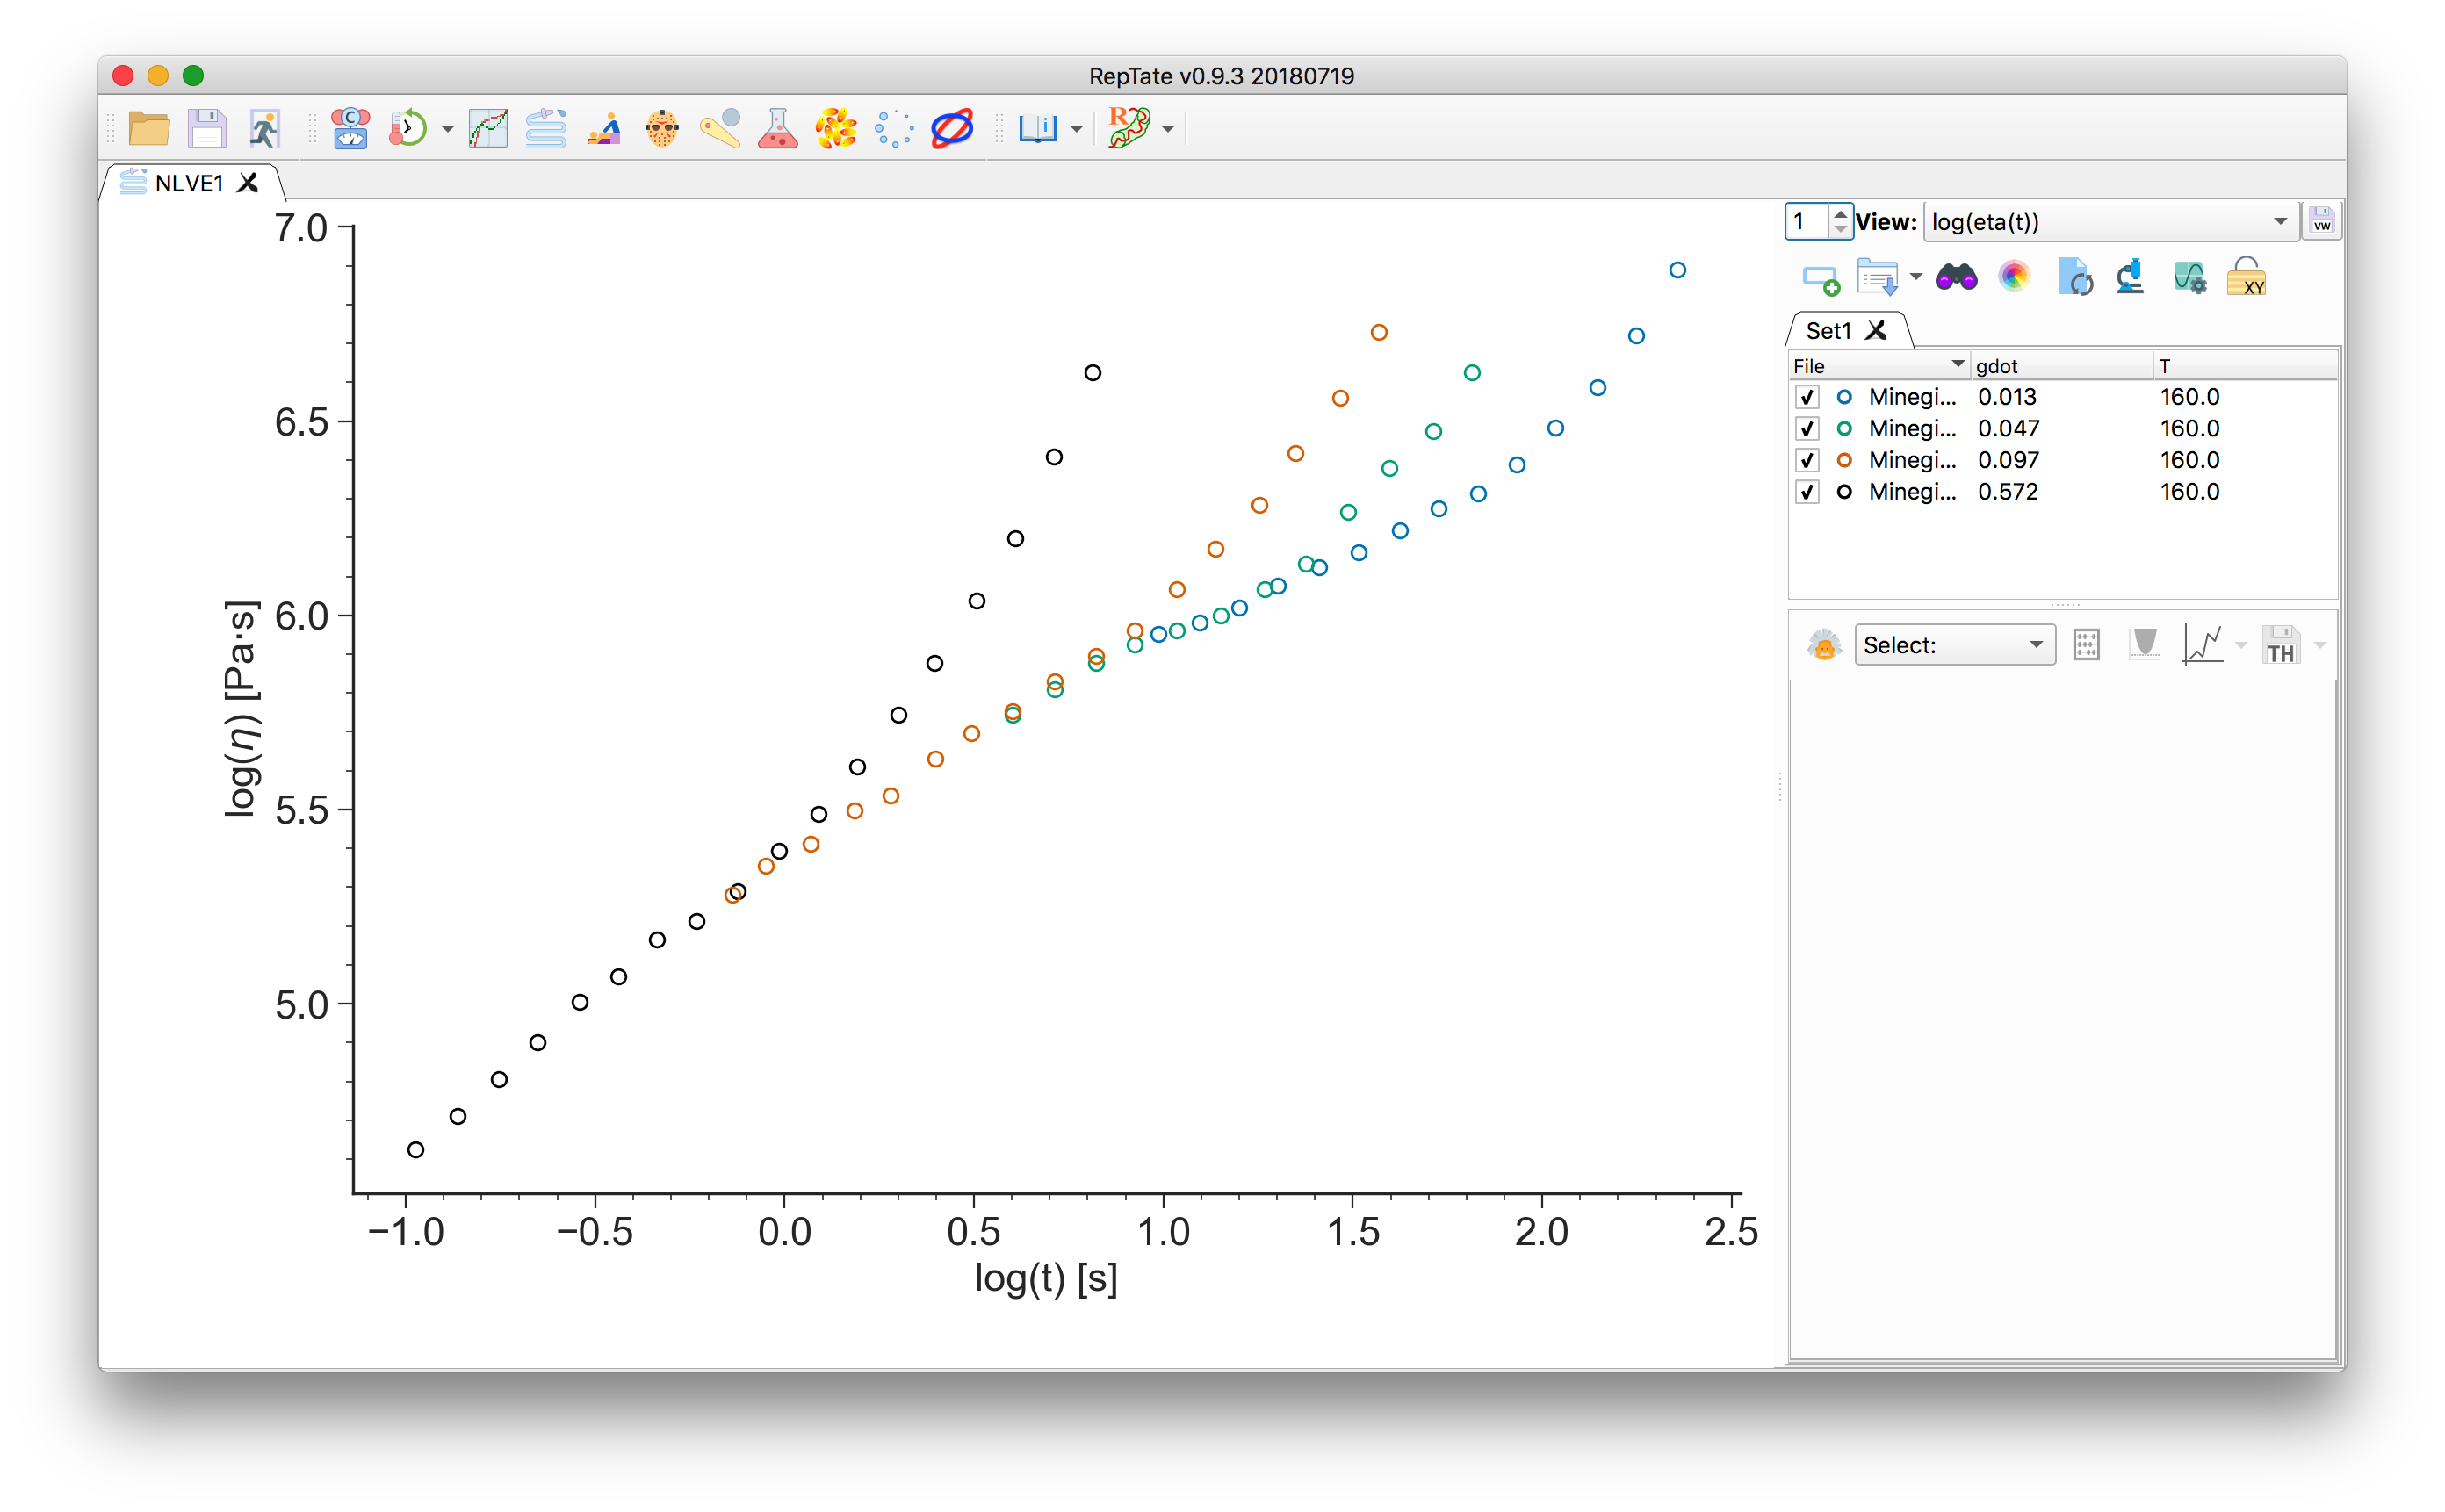 RepTate v0.9.3 20180719
C
i
R
NLVE1
1 View: log(eta(t))
VW
XY
Set1
File gdot T
Minegi... 0.013 160.0
Minegi... 0.047 160.0
Minegi... 0.097 160.0
Minegi... 0.572 160.0
Select:
TH
7.0
6.5
6.0
5.5
5.0
log(η) [Pa·s]
−1.0 −0.5 0.0 0.5 1.0 1.5 2.0 2.5
log(t) [s]